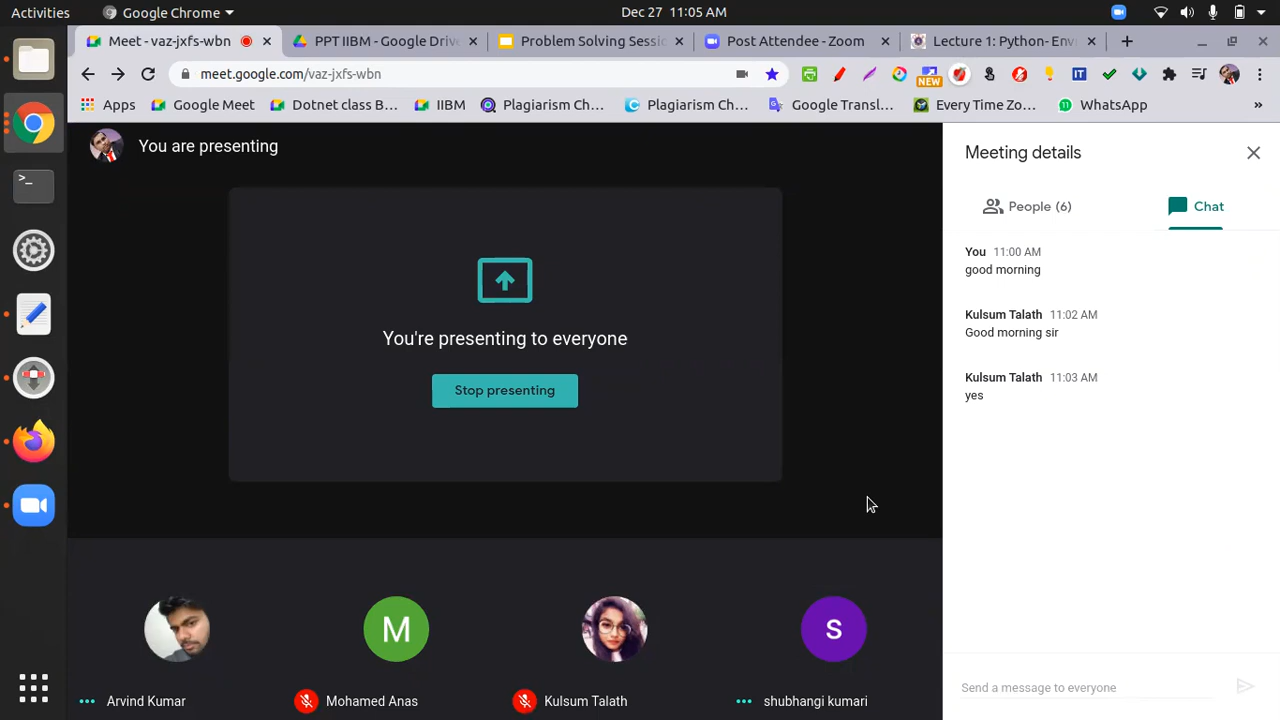 Activities Google Chrome Dec 27 11:05 AM
Meet - vaz-jxfs-wbn PPT IIBM - Google Drive Problem Solving Sessi Post Attendee - Zoom Lecture 1: Python- Env
meet.google.com/vaz-jxfs-wbn NEW
Apps Google Meet Dotnet class B... IIBM Plagiarism Ch... Plagiarism Ch... Google Transl... Every Time Zo... WhatsApp »
You are presenting
You're presenting to everyone
Stop presenting
Meeting details
People (6) Chat
You 11:00 AM
good morning
Kulsum Talath 11:02 AM
Good morning sir
Kulsum Talath 11:03 AM
yes
M S
Arvind Kumar Mohamed Anas Kulsum Talath shubhangi kumari
Send a message to everyone